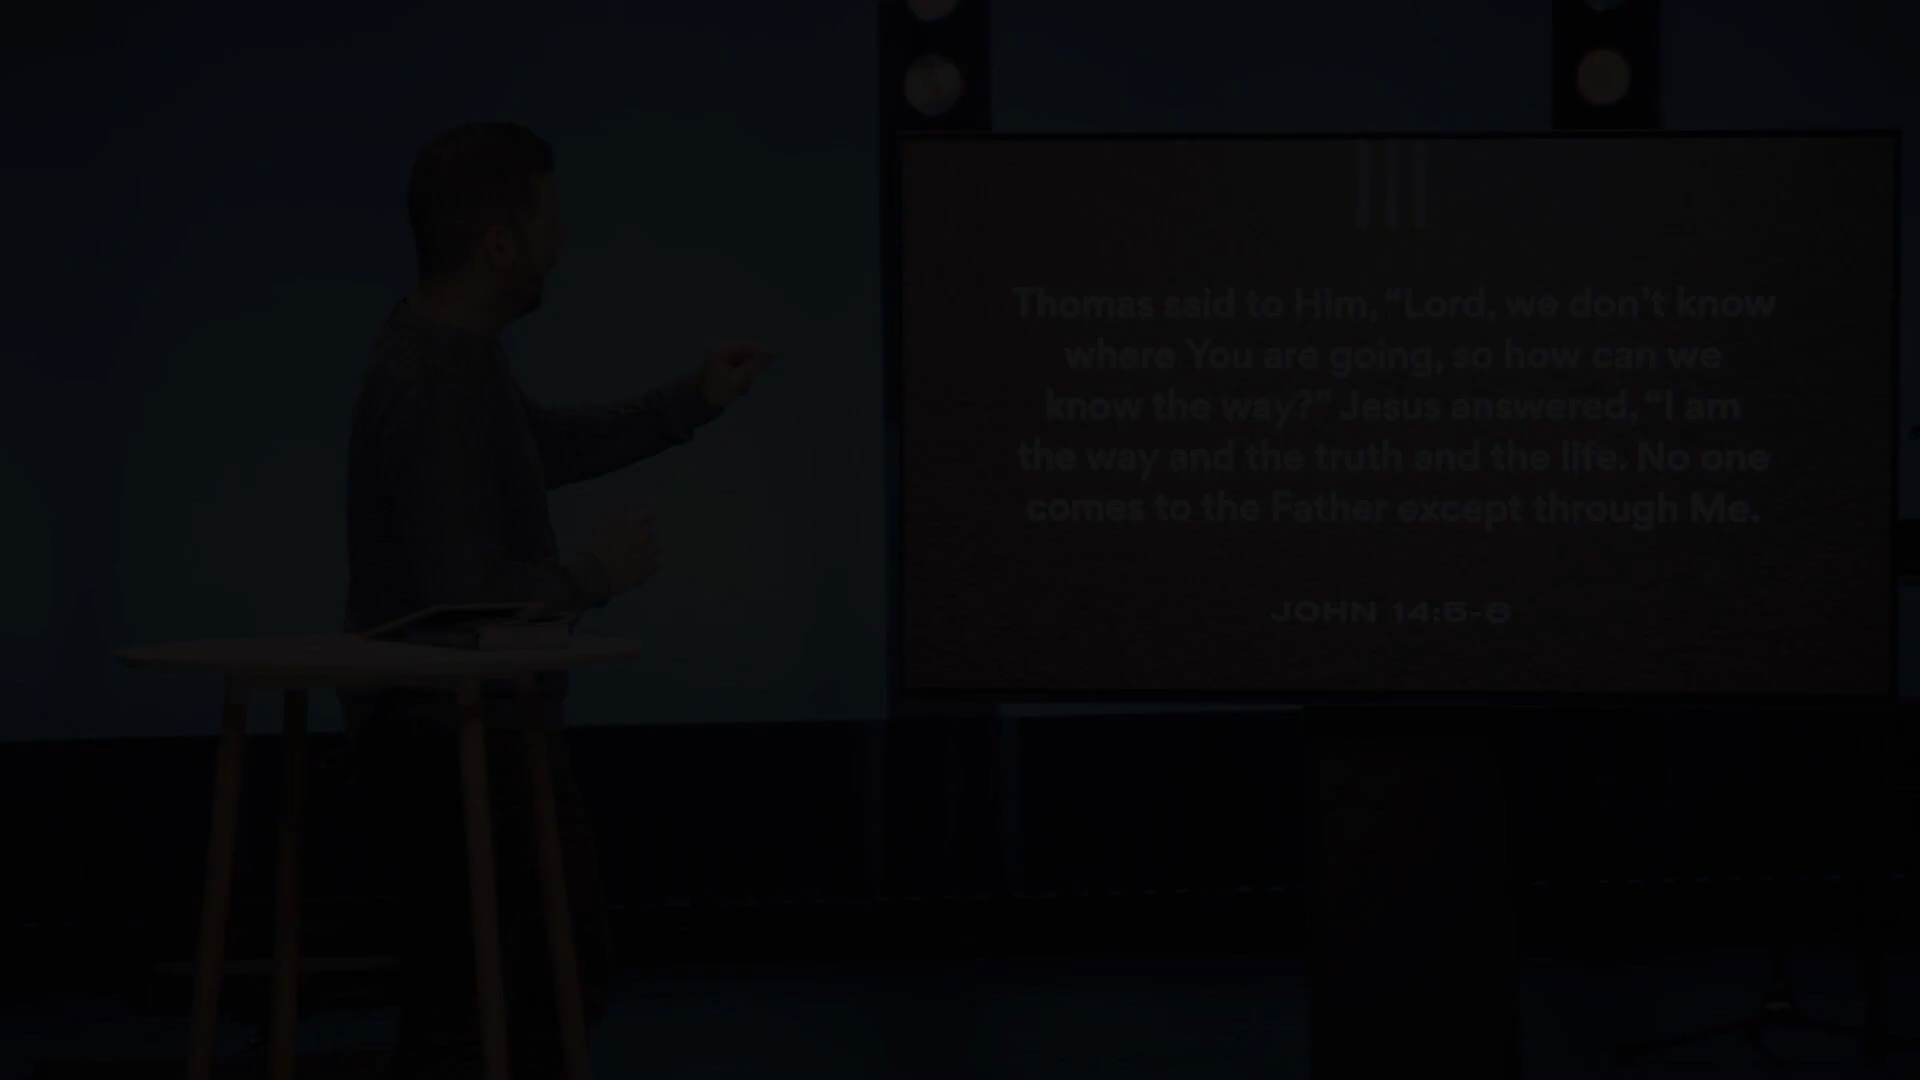 Thomas said to Him, “Lord, we don’t know
where You are going, so how can we
know the way?” Jesus answered, “I am
the way and the truth and the life. No one
comes to the Father except through Me.
JOHN 14:5-6